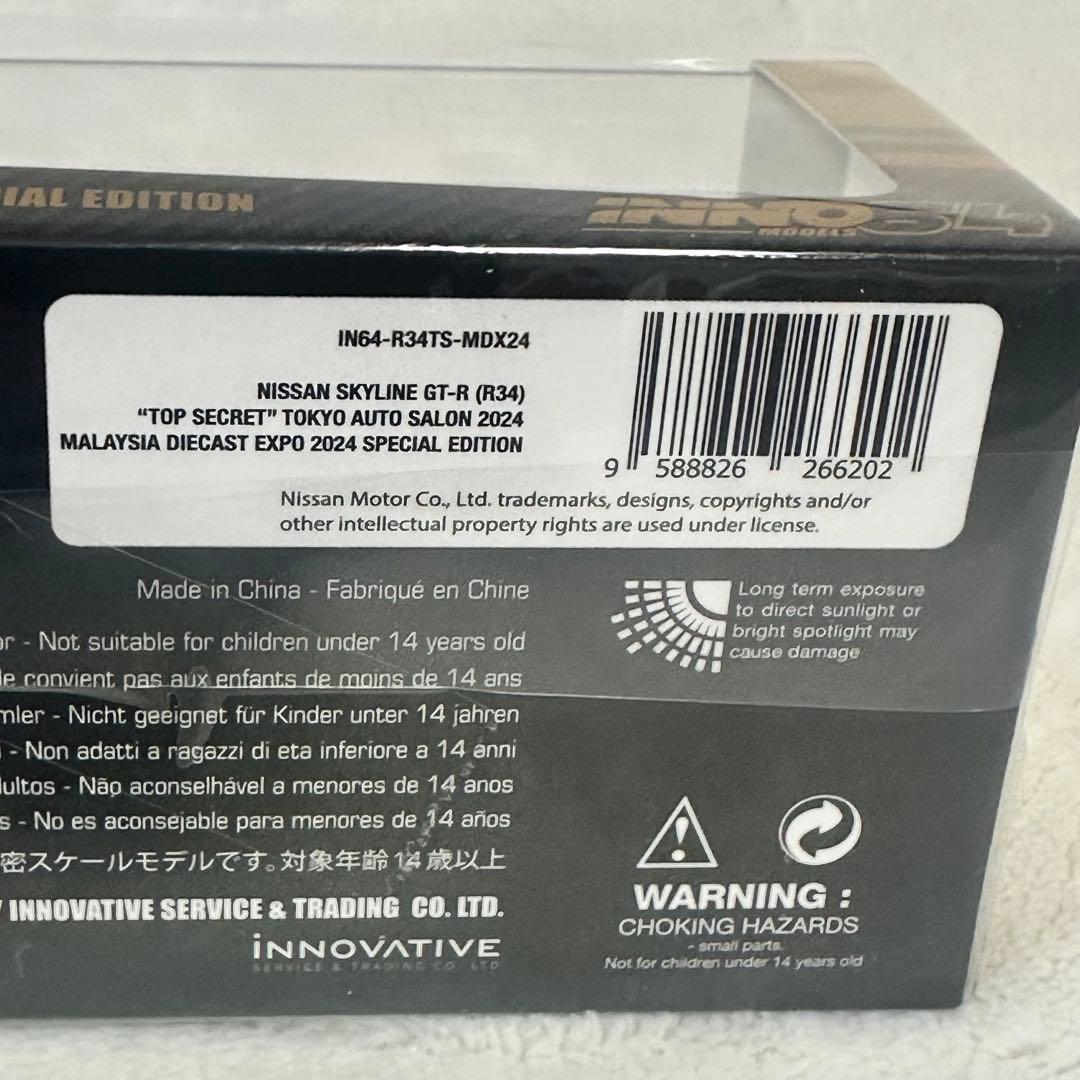 EDITION
INNO64
MODELS
IN64-R34TS-MDX24
NISSAN SKYLINE GT-R (R34)
“TOP SECRET” TOKYO AUTO SALON 2024
MALAYSIA DIECAST EXPO 2024 SPECIAL EDITION
9 588826 266202
Nissan Motor Co., Ltd. trademarks, designs, copyrights and/or
other intellectual property rights are used under license.
Made in China - Fabriqué en Chine
- Not suitable for children under 14 years old
convient pas aux enfants de moins de 14 ans
- Nicht geeignet für Kinder unter 14 jahren
- Non adatti a ragazzi di eta inferiore a 14 anni
- Não aconselhável a menores de 14 anos
- No es aconsejable para menores de 14 años
密スケールモデルです。対象年齢14歳以上
INNOVATIVE SERVICE & TRADING CO. LTD.
INNOVATIVE
SERVICE & TRADING CO. LTD
Long term exposure
to direct sunlight or
bright spotlight may
cause damage
WARNING :
CHOKING HAZARDS
- small parts.
Not for children under 14 years old